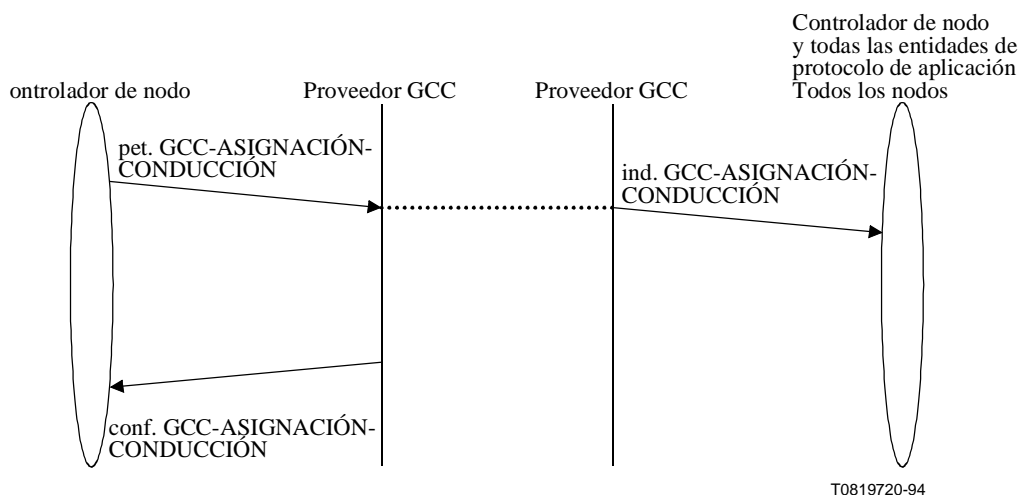 Controlador de nodo
y todas las entidades de
protocolo de aplicación
Todos los nodos
ontrolador de nodo
Proveedor GCC
Proveedor GCC
pet. GCC-ASIGNACIÓN-
CONDUCCIÓN
ind. GCC-ASIGNACIÓN-
CONDUCCIÓN
conf. GCC-ASIGNACIÓN-
CONDUCCIÓN
T0819720-94